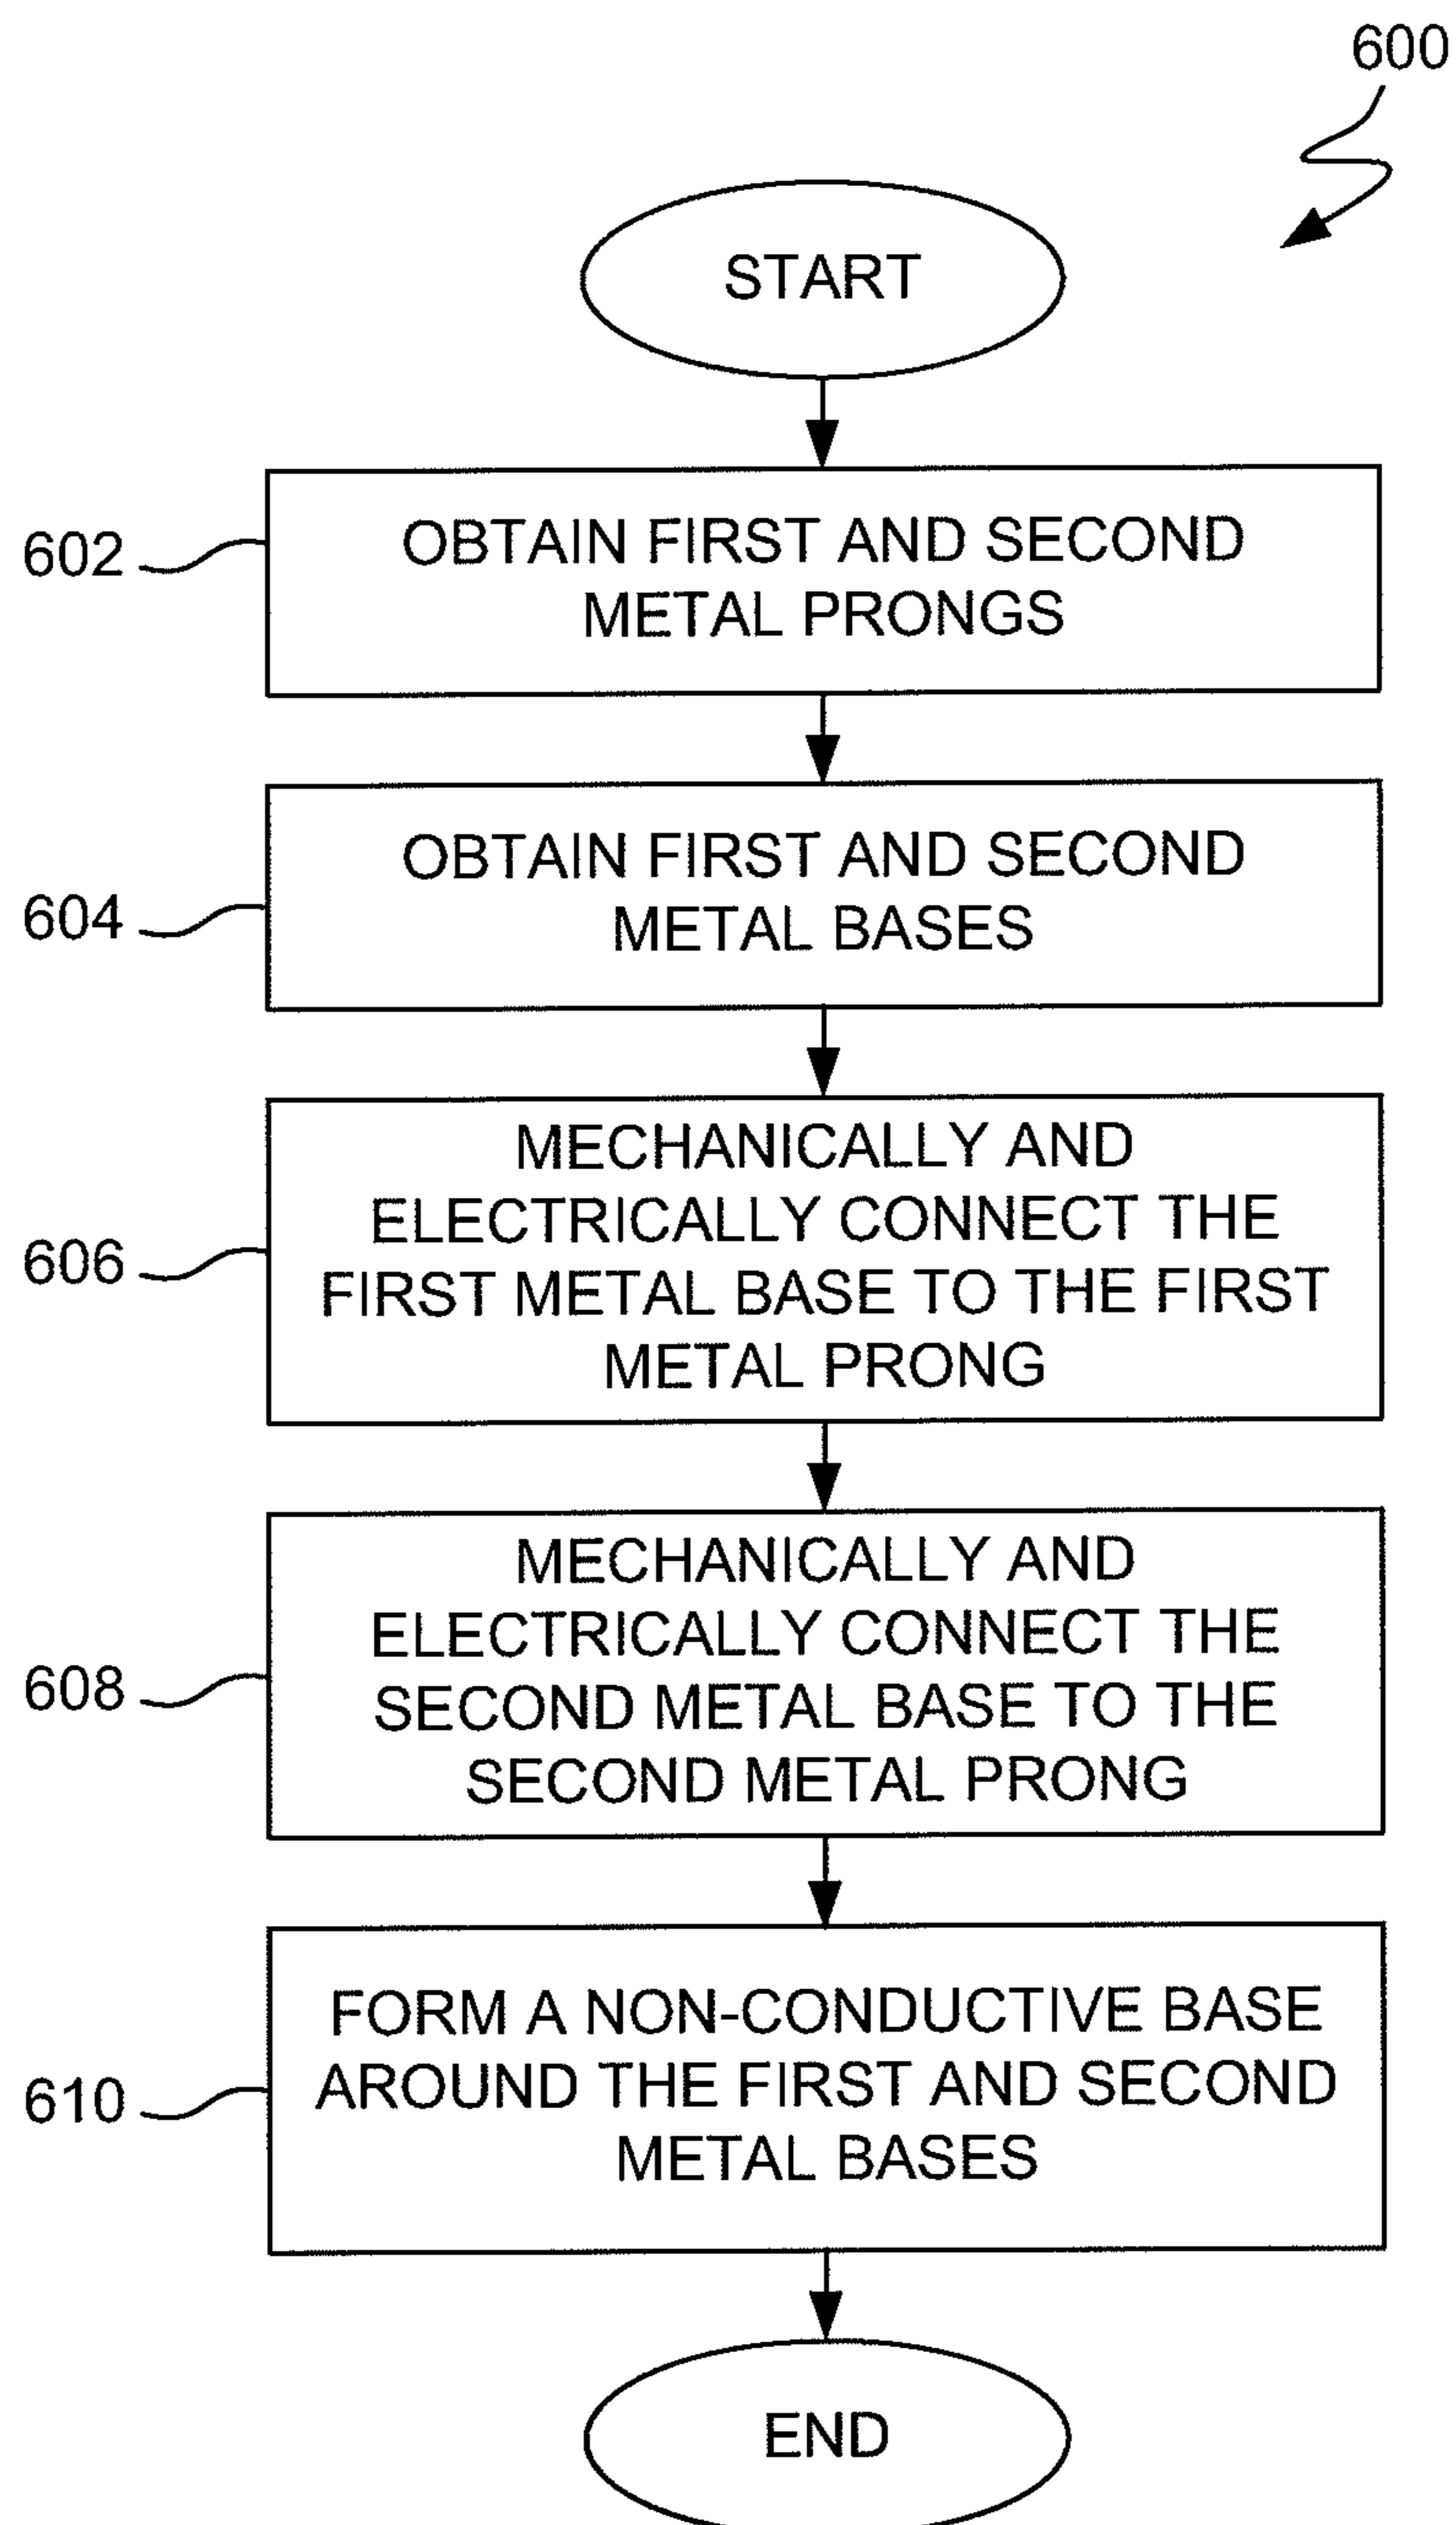 600
START
602
OBTAIN FIRST AND SECOND
METAL PRONGS
604
OBTAIN FIRST AND SECOND
METAL BASES
606
MECHANICALLY AND
ELECTRICALLY CONNECT THE
FIRST METAL BASE TO THE FIRST
METAL PRONG
608
MECHANICALLY AND
ELECTRICALLY CONNECT THE
SECOND METAL BASE TO THE
SECOND METAL PRONG
610
FORM A NON-CONDUCTIVE BASE
AROUND THE FIRST AND SECOND
METAL BASES
END